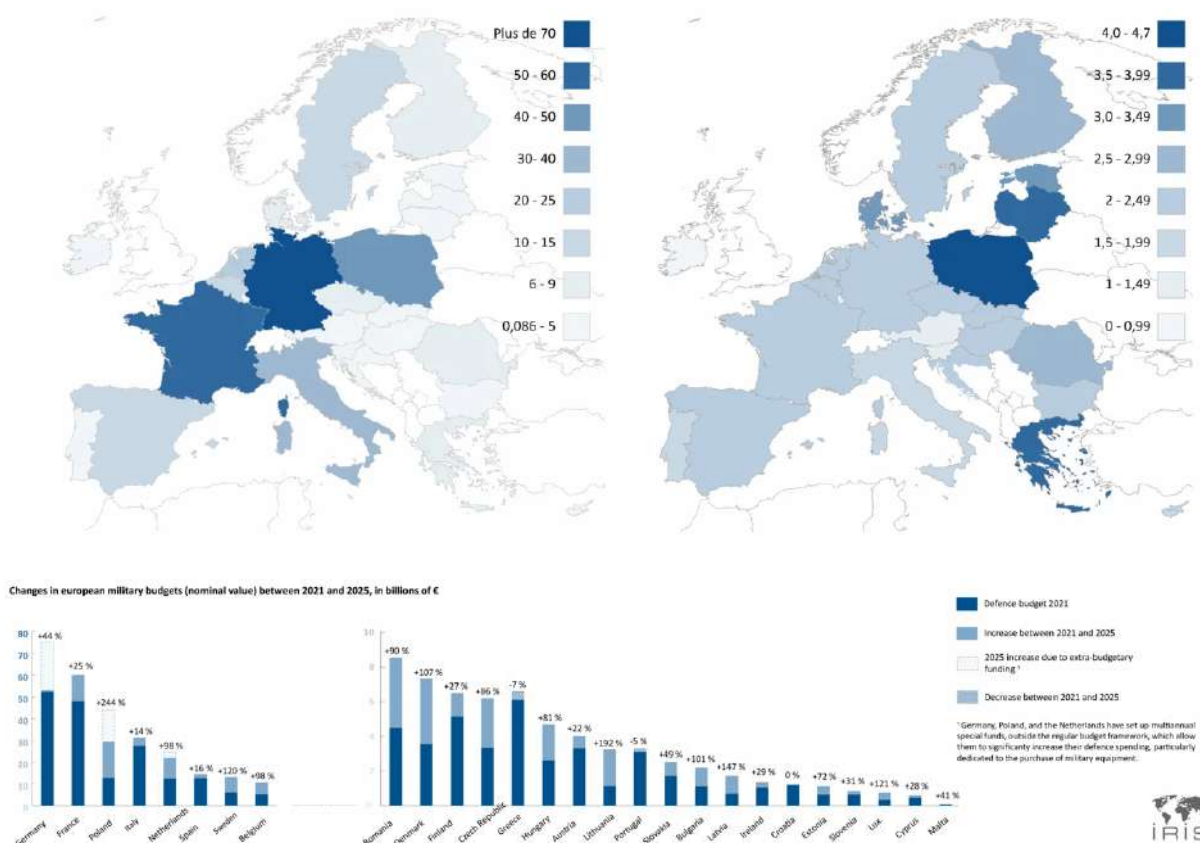 Plus de 70
50 - 60
40 - 50
30 - 40
20 - 25
10 - 15
6 - 9
0,086 - 5
4,0 - 4,7
3,5 - 3,99
3,0 - 3,49
2,5 - 2,99
2 - 2,49
1,5 - 1,99
1 - 1,49
0 - 0,99
Changes in european military budgets (nominal value) between 2021 and 2025, in billions of €
80
70
60
50
40
30
20
10
0
+44 %
+25 %
+244 %
+14 %
+98 %
+16 %
+120 %
+98 %
Germany
France
Poland
Italy
Netherlands
Spain
Sweden
Belgium
10
8
6
4
2
0
+90 %
+107 %
+27 %
+86 %
-7 %
+81 %
+22 %
+192 %
-5 %
+49 %
+101 %
+147 %
+29 %
0 %
+72 %
+31 %
+121 %
+28 %
+41 %
Rumania
Denmark
Finland
Czech Republic
Greece
Hungary
Austria
Lithuania
Portugal
Slovakia
Bulgaria
Latvia
Ireland
Croatia
Estonia
Slovenia
Lux
Cyprus
Malta
Defence budget 2021
Increase between 2021 and 2025
2025 increase due to extra-budgetary
funding ¹
Decrease between 2021 and 2025
¹ Germany, Poland, and the Netherlands have set up multiannual
special funds, outside the regular budget framework, which allow
them to significantly increase their defence spending, particularly
dedicated to the purchase of military equipment.
IRIS